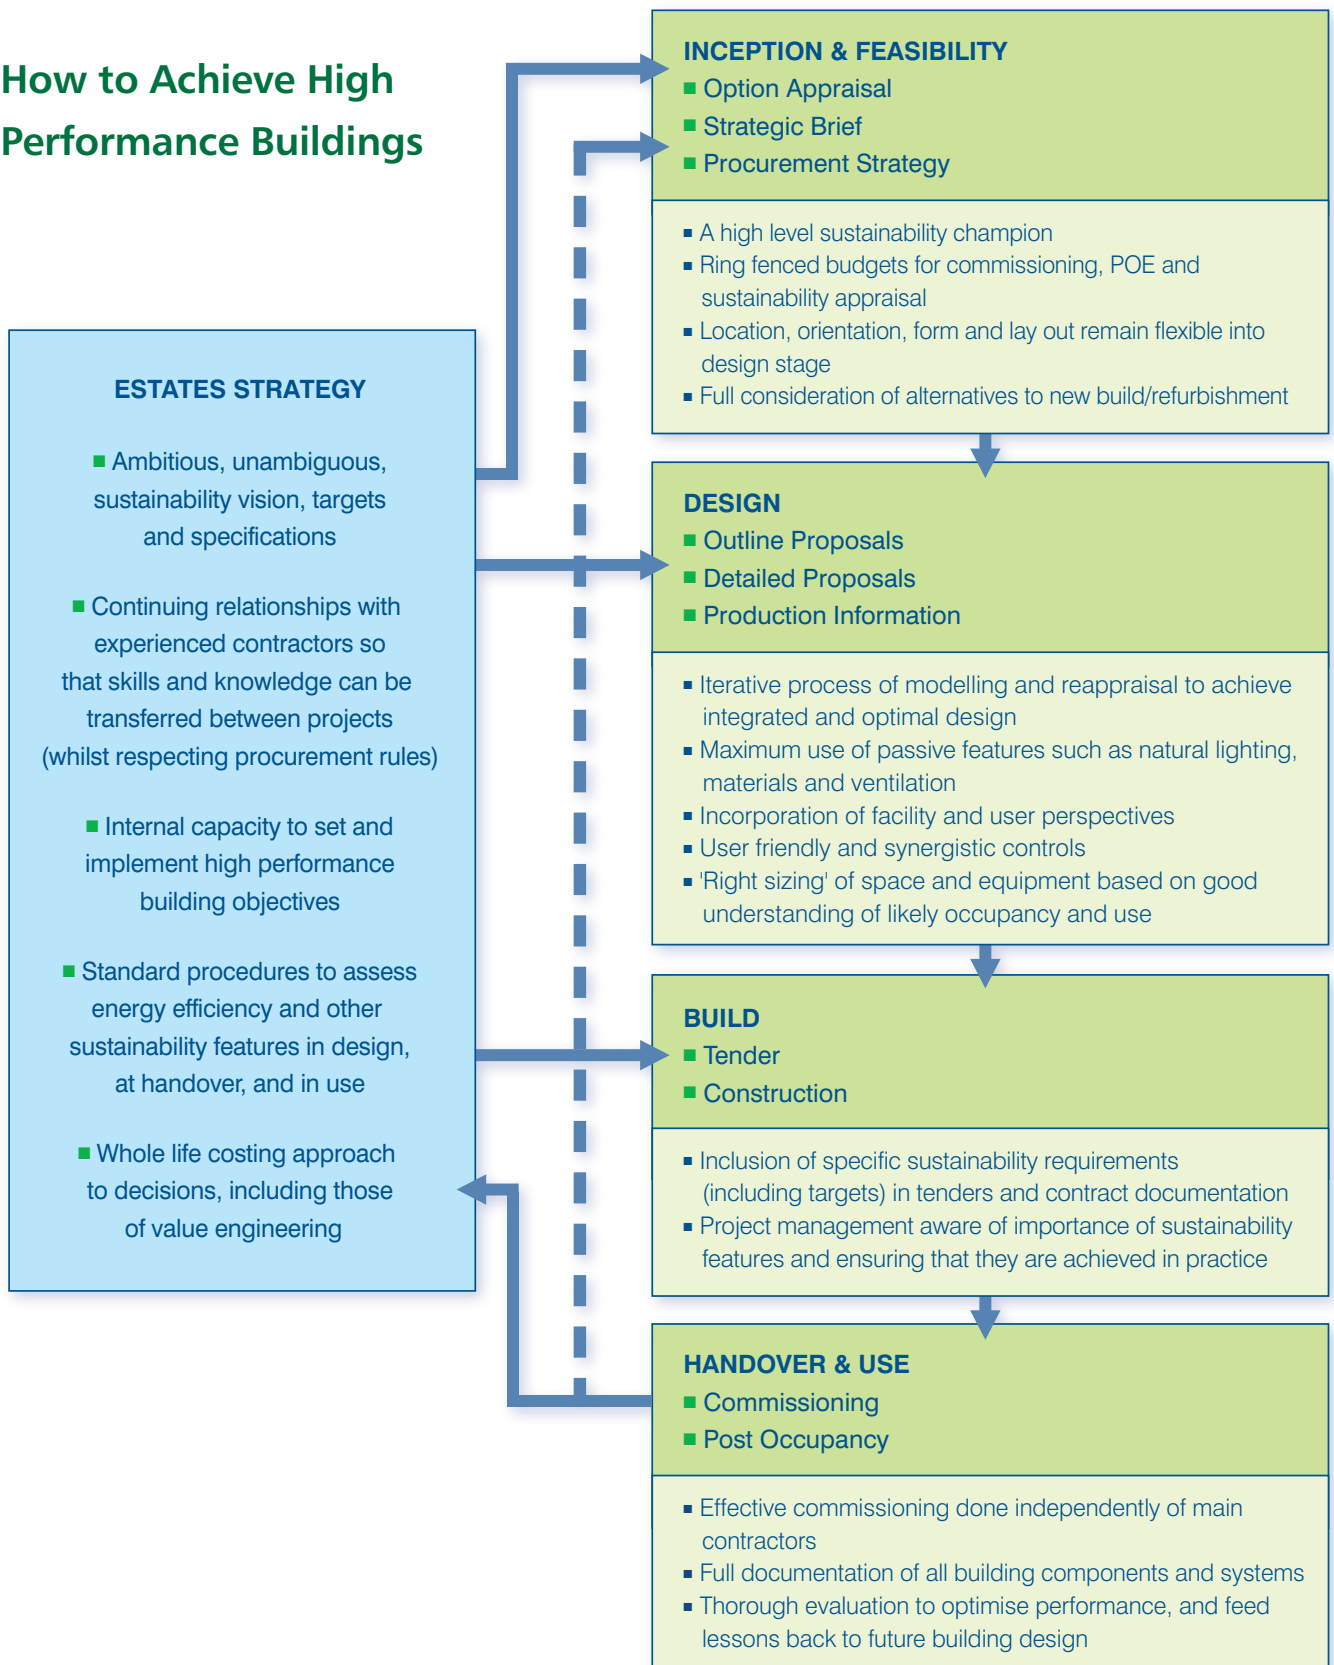 How to Achieve High
Performance Buildings
ESTATES STRATEGY
Ambitious, unambiguous,
sustainability vision, targets
and specifications
Continuing relationships with
experienced contractors so
that skills and knowledge can be
transferred between projects
(whilst respecting procurement rules)
Internal capacity to set and
implement high performance
building objectives
Standard procedures to assess
energy efficiency and other
sustainability features in design,
at handover, and in use
Whole life costing approach
to decisions, including those
of value engineering
INCEPTION & FEASIBILITY
Option Appraisal
Strategic Brief
Procurement Strategy
A high level sustainability champion
Ring fenced budgets for commissioning, POE and
sustainability appraisal
Location, orientation, form and lay out remain flexible into
design stage
Full consideration of alternatives to new build/refurbishment
DESIGN
Outline Proposals
Detailed Proposals
Production Information
Iterative process of modelling and reappraisal to achieve
integrated and optimal design
Maximum use of passive features such as natural lighting,
materials and ventilation
Incorporation of facility and user perspectives
User friendly and synergistic controls
'Right sizing' of space and equipment based on good
understanding of likely occupancy and use
BUILD
Tender
Construction
Inclusion of specific sustainability requirements
(including targets) in tenders and contract documentation
Project management aware of importance of sustainability
features and ensuring that they are achieved in practice
HANDOVER & USE
Commissioning
Post Occupancy
Effective commissioning done independently of main
contractors
Full documentation of all building components and systems
Thorough evaluation to optimise performance, and feed
lessons back to future building design